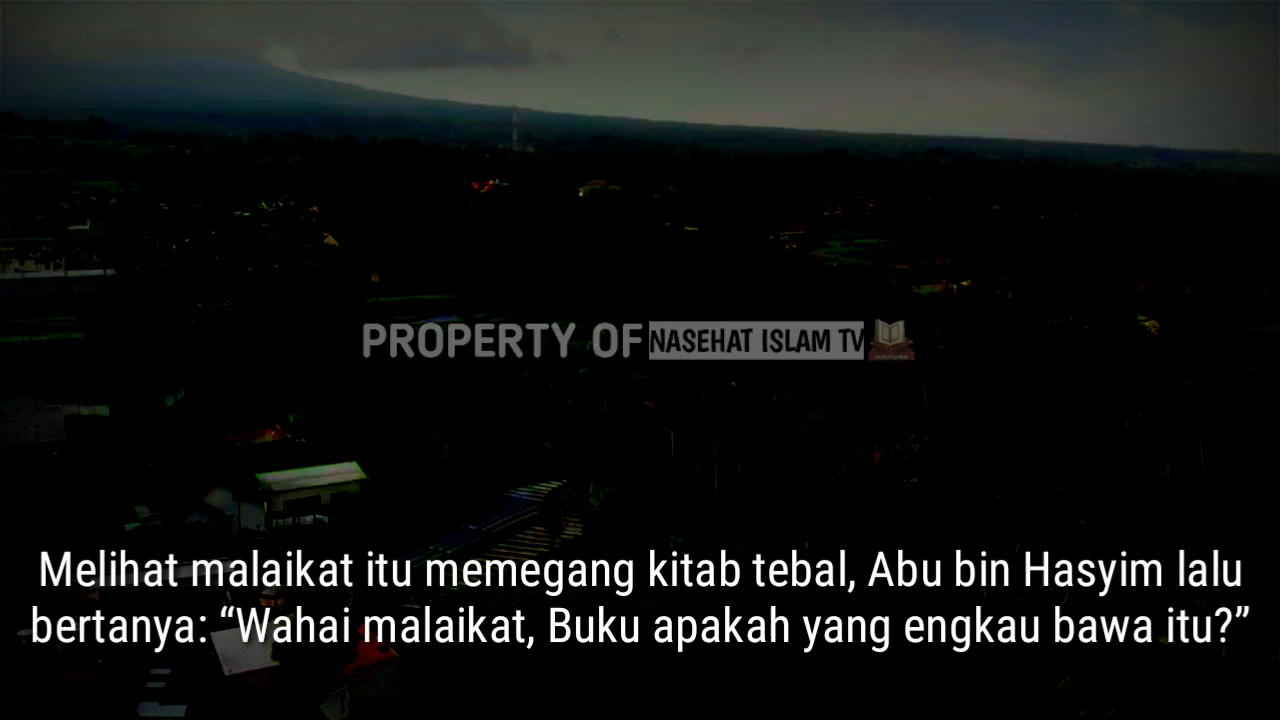 PROPERTY OF NASEHAT ISLAM TV
Melihat malaikat itu memegang kitab tebal, Abu bin Hasyim lalu
bertanya: “Wahai malaikat, Buku apakah yang engkau bawa itu?”